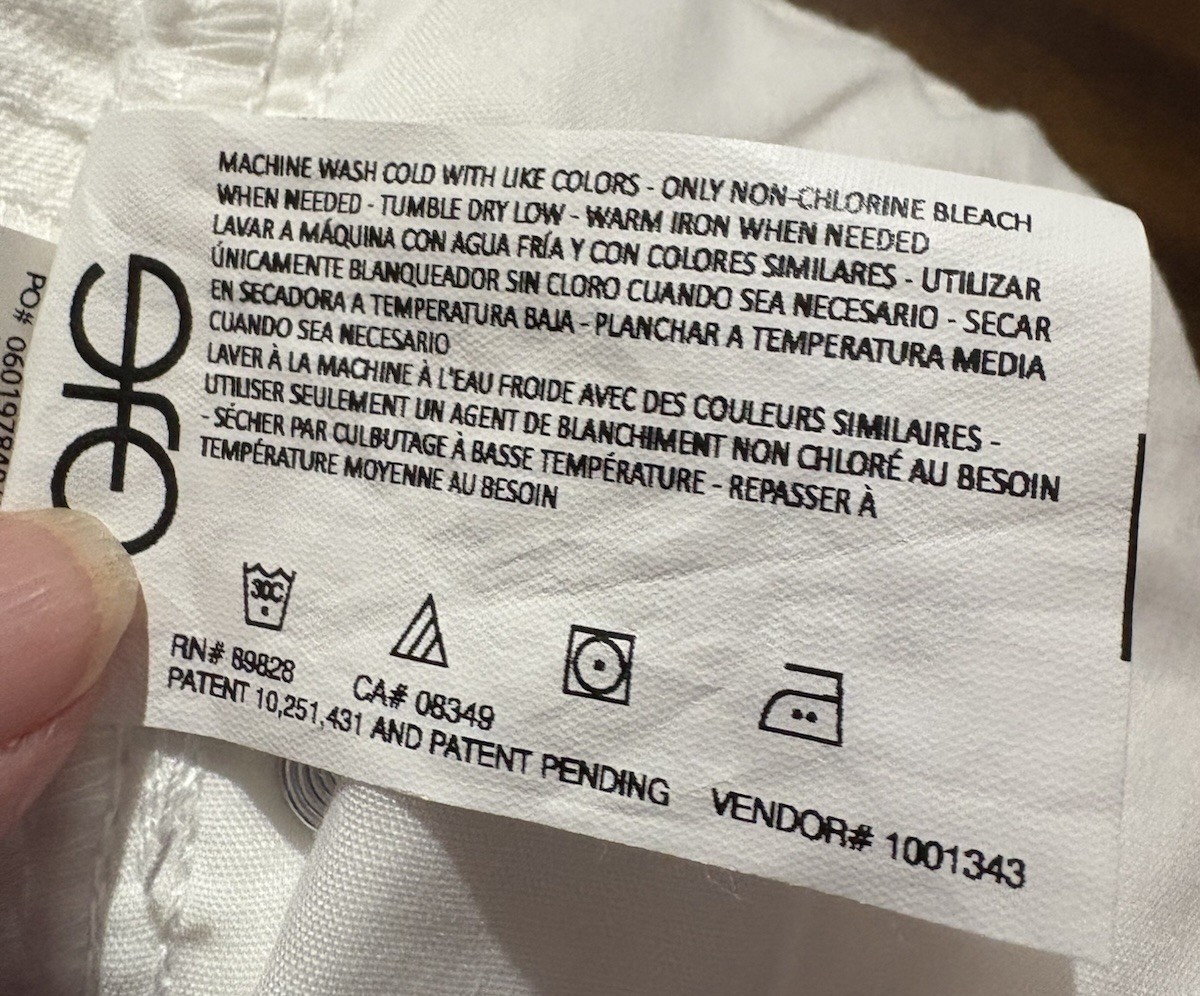 MACHINE WASH COLD WITH LIKE COLORS - ONLY NON-CHLORINE BLEACH
WHEN NEEDED - TUMBLE DRY LOW - WARM IRON WHEN NEEDED
LAVAR A MÁQUINA CON AGUA FRÍA Y CON COLORES SIMILARES - UTILIZAR
ÚNICAMENTE BLANQUEADOR SIN CLORO CUANDO SEA NECESARIO - SECAR
EN SECADORA A TEMPERATURA BAJA - PLANCHAR A TEMPERATURA MEDIA
CUANDO SEA NECESARIO
LAVER À LA MACHINE À L'EAU FROIDE AVEC DES COULEURS SIMILAIRES -
UTILISER SEULEMENT UN AGENT DE BLANCHIMENT NON CHLORÉ AU BESOIN
- SÉCHER PAR CULBUTAGE À BASSE TEMPÉRATURE - REPASSER À
TEMPÉRATURE MOYENNE AU BESOIN
30C
RN# 89828
CA# 08349
PATENT 10,251,431 AND PATENT PENDING
VENDOR# 1001343
PO#